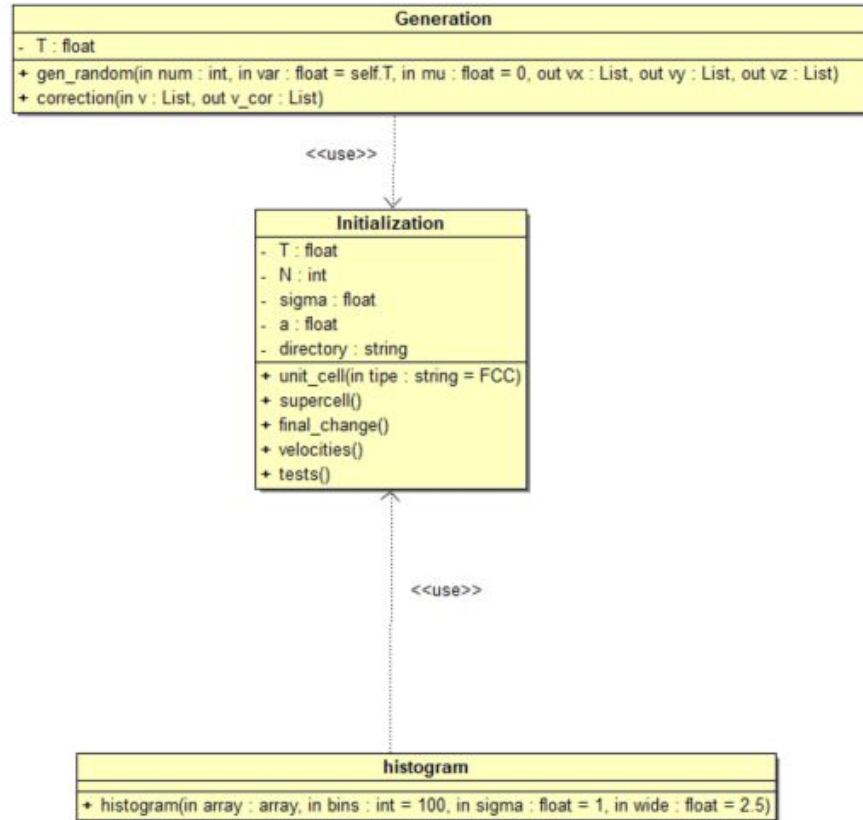 Generation
- T : float
+ gen_random(in num : int, in var : float = self.T, in mu : float = 0, out vx : List, out vy : List, out vz : List)
+ correction(in v : List, out v_cor : List)
<<use>>
Initialization
- T : float
- N : int
- sigma : float
- a : float
- directory : string
+ unit_cell(in tipe : string = FCC)
+ supercell()
+ final_change()
+ velocities()
+ tests()
<<use>>
histogram
+ histogram(in array : array, in bins : int = 100, in sigma : float = 1, in wide : float = 2.5)